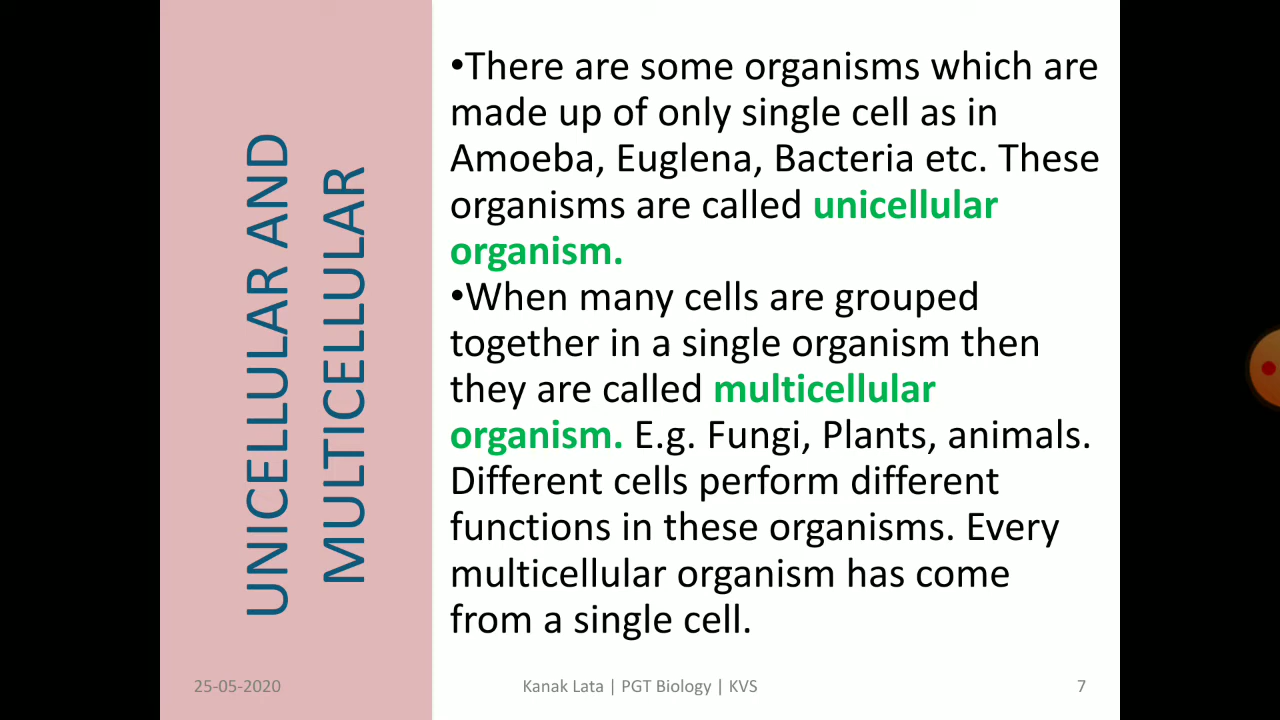 UNICELLULAR AND
MULTICELLULAR
•There are some organisms which are
made up of only single cell as in
Amoeba, Euglena, Bacteria etc. These
organisms are called unicellular
organism.
•When many cells are grouped
together in a single organism then
they are called multicellular
organism. E.g. Fungi, Plants, animals.
Different cells perform different
functions in these organisms. Every
multicellular organism has come
from a single cell.
25-05-2020
Kanak Lata | PGT Biology | KVS
7